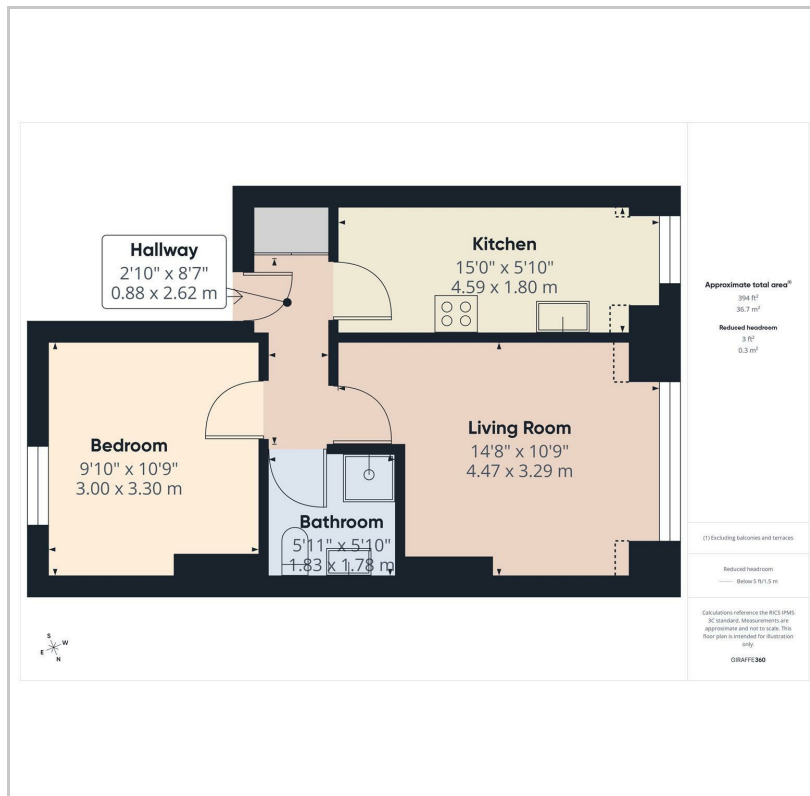 Hallway
2'10" x 8'7"
0.88 x 2.62 m
Kitchen
15'0" x 5'10"
4.59 x 1.80 m
Bedroom
9'10" x 10'9"
3.00 x 3.30 m
Living Room
14'8" x 10'9"
4.47 x 3.29 m
Bathroom
5'11" x 5'10"
1.83 x 1.78 m
S
W
E
N
Approximate total area⁽¹⁾
394 ft²
36.7 m²
Reduced headroom
3 ft²
0.3 m²
(1) Excluding balconies and terraces
Reduced headroom
Below 5 ft/1.5 m
Calculations reference the RICS IPMS
3C standard. Measurements are
approximate and not to scale. This
floor plan is intended for illustration
only.
GIRAFFE360